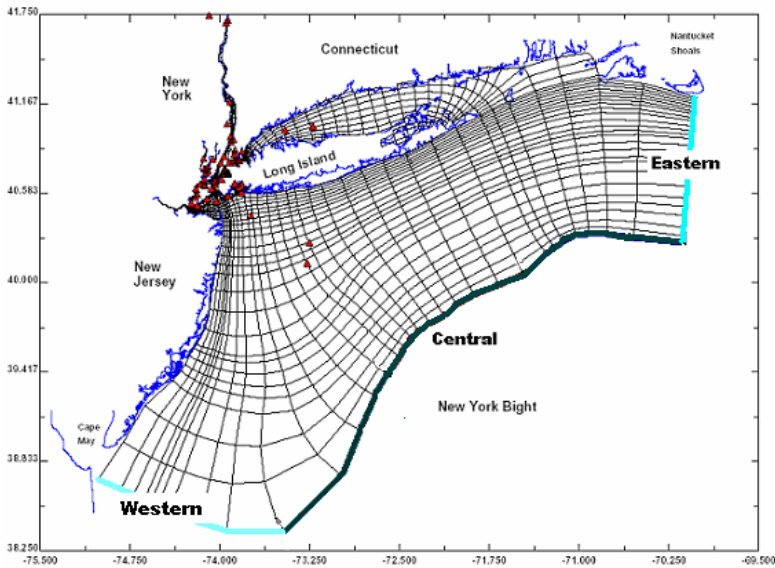 41.750
Connecticut
Nantucket
Shoals
New
York
41.167
Long Island
Eastern
40.583
New
Jersey
40.000
Central
39.417
New York Bight
Cape
May
38.833
Western
38.250
-75.500 -74.750 -74.000 -73.250 -72.500 -71.750 -71.000 -70.250 -69.500